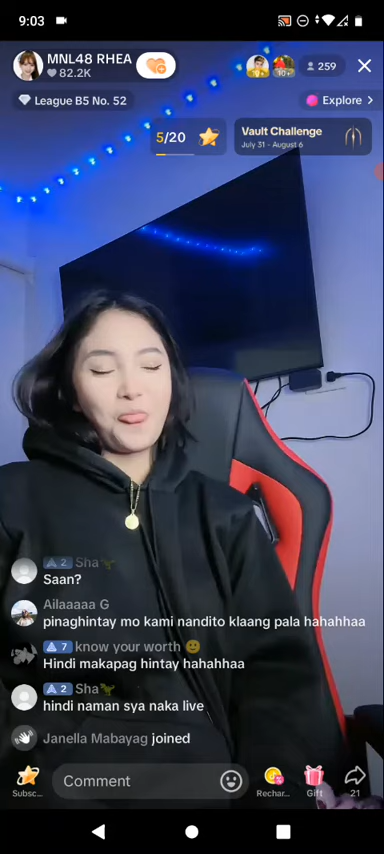 9:03
MNL48 RHEA
82.2K
10+
259
League B5 No. 52
Explore >
5/20
Vault Challenge
July 31 - August 6
2 Sha
Saan?
Ailaaaaa G
pinaghintay mo kami nandito klaang pala hahahhaa
7 know your worth 🙂
Hindi makapag hintay hahahhaa
2 Sha
hindi naman sya naka live
Janella Mabayag joined
Comment
Subsc...
Rechar...
Gift
21